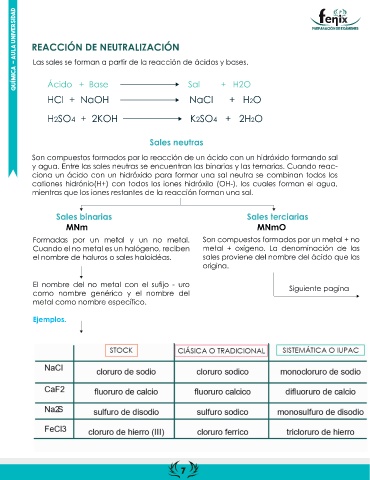 QUÍMICA – AULA UNIVERSIDAD
fenix
PREPARACIÓN DE EXÁMENES
REACCIÓN DE NEUTRALIZACIÓN
Las sales se forman a partir de la reacción de ácidos y bases.
Ácido + Base Sal + H2O
HCl + NaOH NaCl + H2O
H2SO4 + 2KOH K2SO4 + 2H2O
Sales neutras
Son compuestos formados por la reacción de un ácido con un hidróxido formando sal
y agua. Entre las sales neutras se encuentran las binarias y las ternarias. Cuando reac-
ciona un ácido con un hidróxido para formar una sal neutra se combinan todos los
cationes hidrónio(H+) con todos los iones hidróxilo (OH-), los cuales forman el agua,
mientras que los iones restantes de la reacción forman una sal.
Sales binarias
MNm
Formadas por un metal y un no metal.
Cuando el no metal es un halógeno, reciben
el nombre de haluros o sales haloidéas.
El nombre del no metal con el sufijo - uro
como nombre genérico y el nombre del
metal como nombre específico.
Sales terciarias
MNmO
Son compuestos formados por un metal + no
metal + oxígeno. La denominación de las
sales proviene del nombre del ácido que las
origina.
Siguiente pagina
Ejemplos.
STOCK CIÁSICA O TRADICIONAL SISTEMÁTICA O IUPAC
NaCl cloruro de sodio cloruro sodico monocloruro de sodio
CaF2 fluoruro de calcio fluoruro calcico difluoruro de calcio
Na2S sulfuro de disodio sulfuro sodico monosulfuro de disodio
FeCl3 cloruro de hierro (III) cloruro ferrico tricloruro de hierro
7